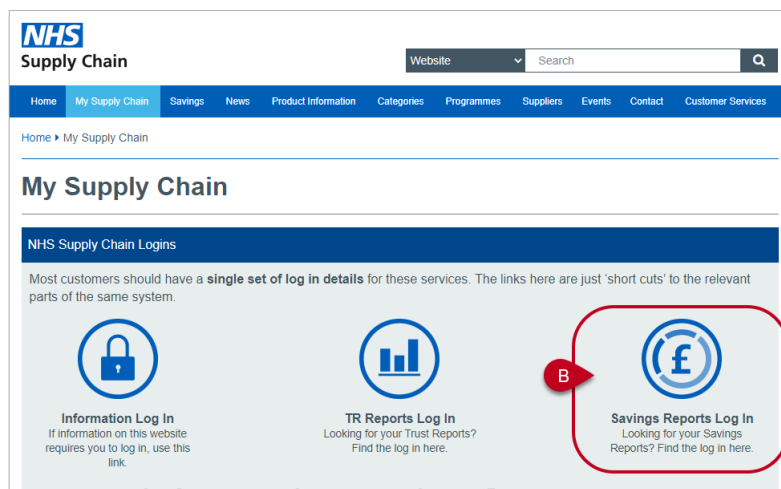 NHS
Supply Chain
Website
Search
Home My Supply Chain Savings News Product Information Categories Programmes Suppliers Events Contact Customer Services
Home My Supply Chain
My Supply Chain
NHS Supply Chain Logins
Most customers should have a single set of log in details for these services. The links here are just 'short cuts' to the relevant
parts of the same system.
£
B
Information Log In
If information on this website
requires you to log in, use this
link.
TR Reports Log In
Looking for your Trust Reports?
Find the log in here.
Savings Reports Log In
Looking for your Savings
Reports? Find the log in here.